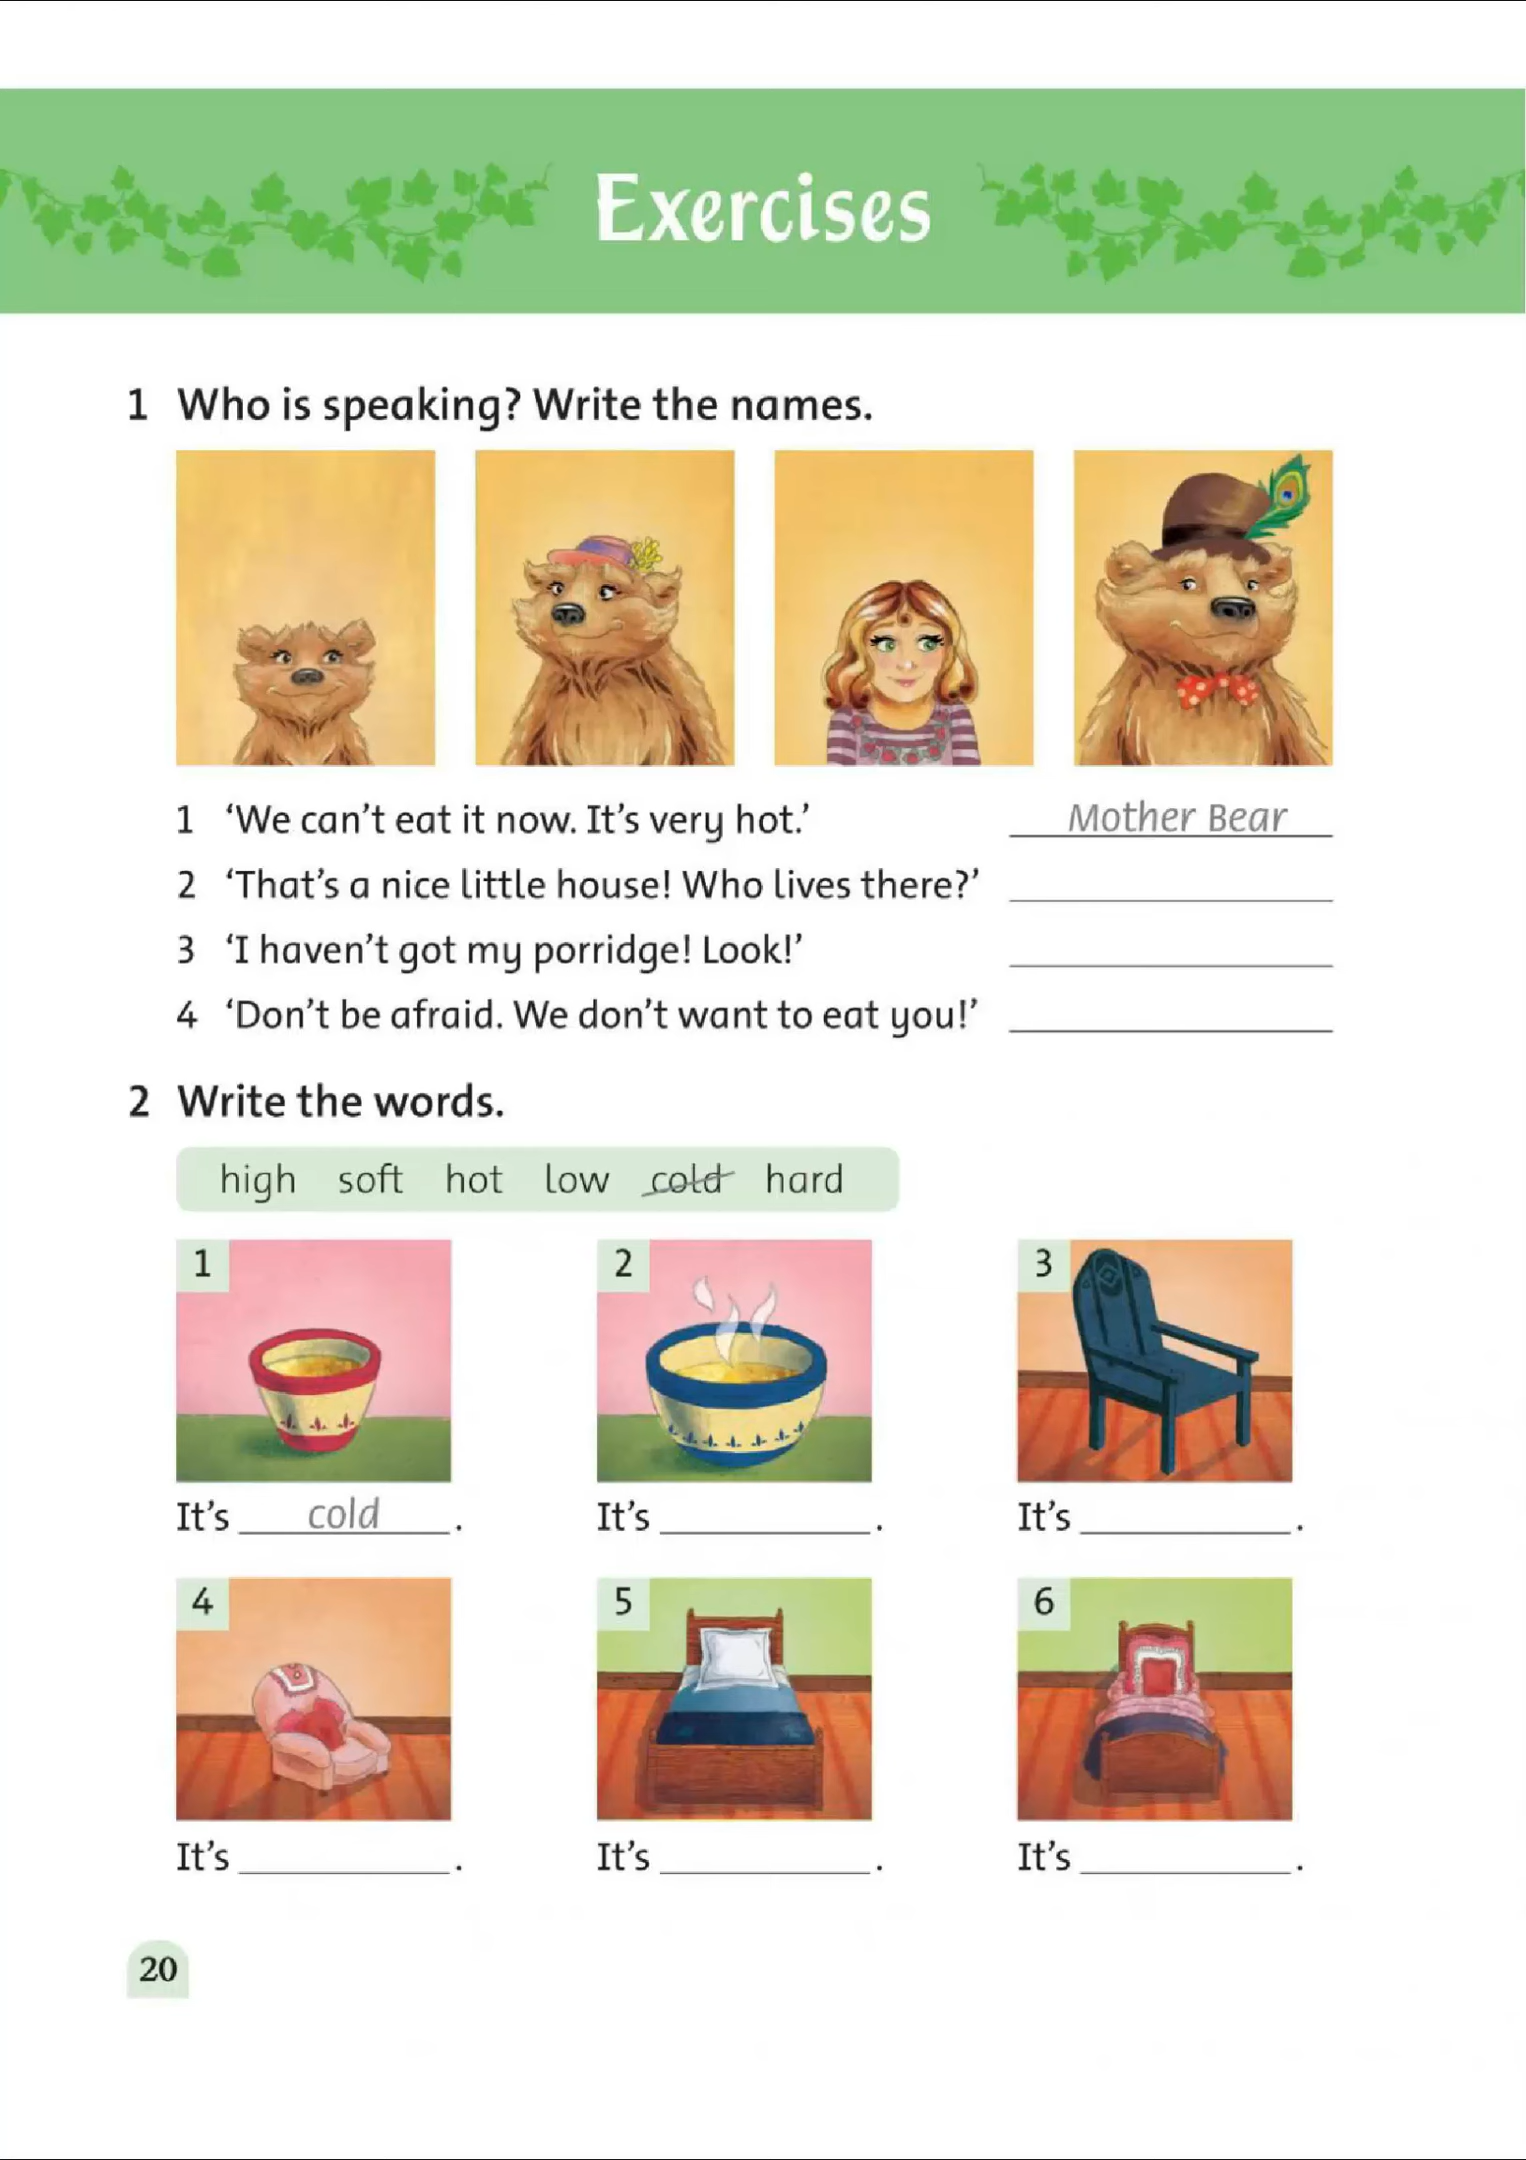 Exercises
1 Who is speaking? Write the names.
1 ‘We can’t eat it now. It’s very hot.’ Mother Bear
2 ‘That’s a nice little house! Who lives there?’
3 ‘I haven’t got my porridge! Look!’
4 ‘Don’t be afraid. We don’t want to eat you!’
2 Write the words.
high soft hot low cold hard
1 2 3
It’s cold . It’s . It’s .
4 5 6
It’s . It’s . It’s .
20